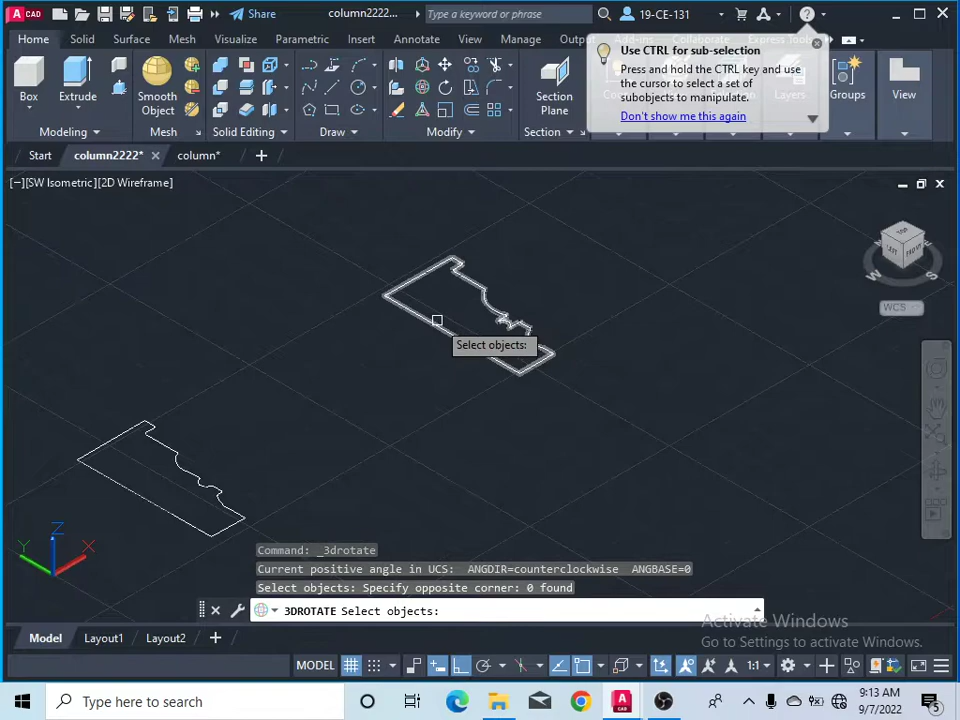 CAD
Share
column2222...
Type a keyword or phrase
19-CE-131
Home
Solid
Surface
Mesh
Visualize
Parametric
Insert
Annotate
View
Manage
Output
Use CTRL for sub-selection
Press and hold the CTRL key and use
the cursor to select a set of
subobjects to manipulate.
Don't show me this again
Box
Extrude
Smooth
Object
Section
Plane
Groups
View
Modeling
Mesh
Solid Editing
Draw
Modify
Section
Start
column2222*
column*
[−][SW Isometric][2D Wireframe]
TOP
LEFT
FRONT
W
S
WCS
Select objects:
Z
Y
X
Command: _3drotate
Current positive angle in UCS: ANGDIR=counterclockwise ANGBASE=0
Select objects: Specify opposite corner: 0 found
3DROTATE Select objects:
Activate Windows
Go to Settings to activate Windows.
Model
Layout1
Layout2
MODEL
1:1
Type here to search
9:13 AM
9/7/2022
5